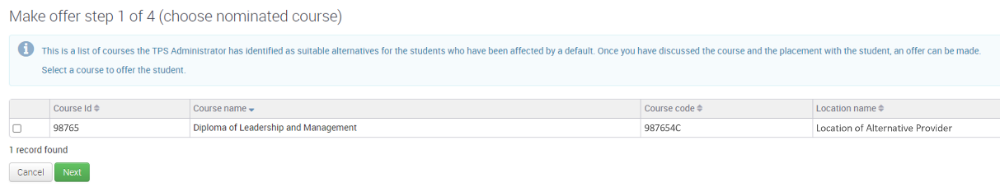 Make offer step 1 of 4 (choose nominated course)
This is a list of courses the TPS Administrator has identified as suitable alternatives for the students who have been affected by a default. Once you have discussed the course and the placement with the student, an offer can be made.
Select a course to offer the student.
Course Id Course name Course code Location name
98765 Diploma of Leadership and Management 987654C Location of Alternative Provider
1 record found
Cancel Next